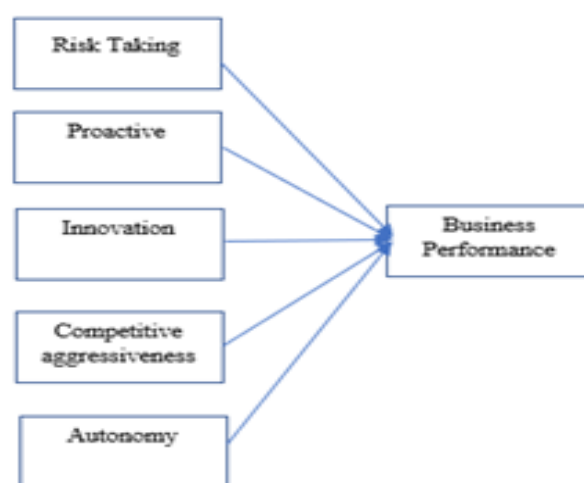 Risk Taking
Proactive
Innovation
Competitive
aggressiveness
Autonomy
Business
Performance